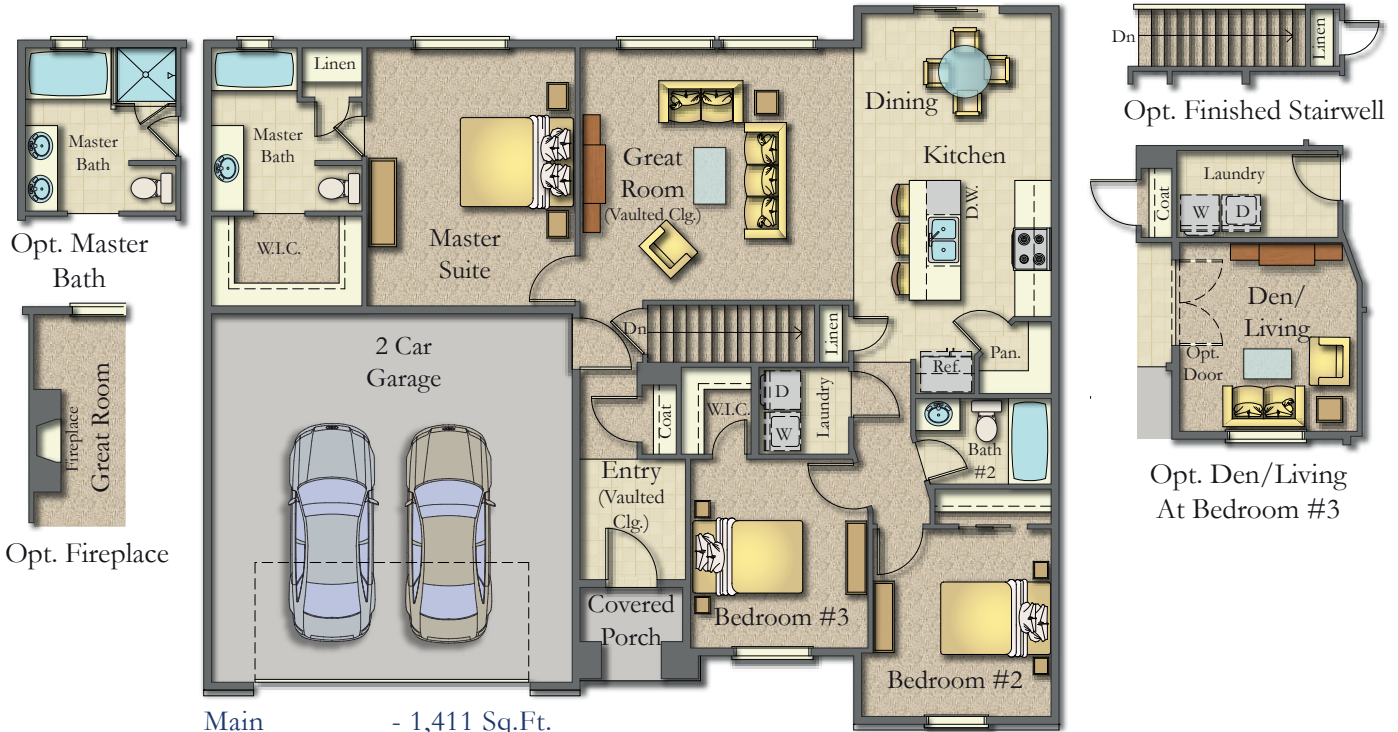 Master
Bath
Opt. Master
Bath
Fireplace
Great Room
Opt. Fireplace
Linen
Master
Bath
W.I.C.
Master
Suite
Great
Room
(Vaulted Clg.)
Dining
Kitchen
D.W.
Dn
Linen
Pan.
Ref.
2 Car
Garage
Coat
W.I.C.
D
W
Laundry
Entry
(Vaulted
Clg.)
Bath
#2
Covered
Porch
Bedroom #3
Bedroom #2
Main - 1,411 Sq.Ft.
Dn
Linen
Opt. Finished Stairwell
Coat
Laundry
W
D
Den/
Living
Opt.
Door
Opt. Den/Living
At Bedroom #3